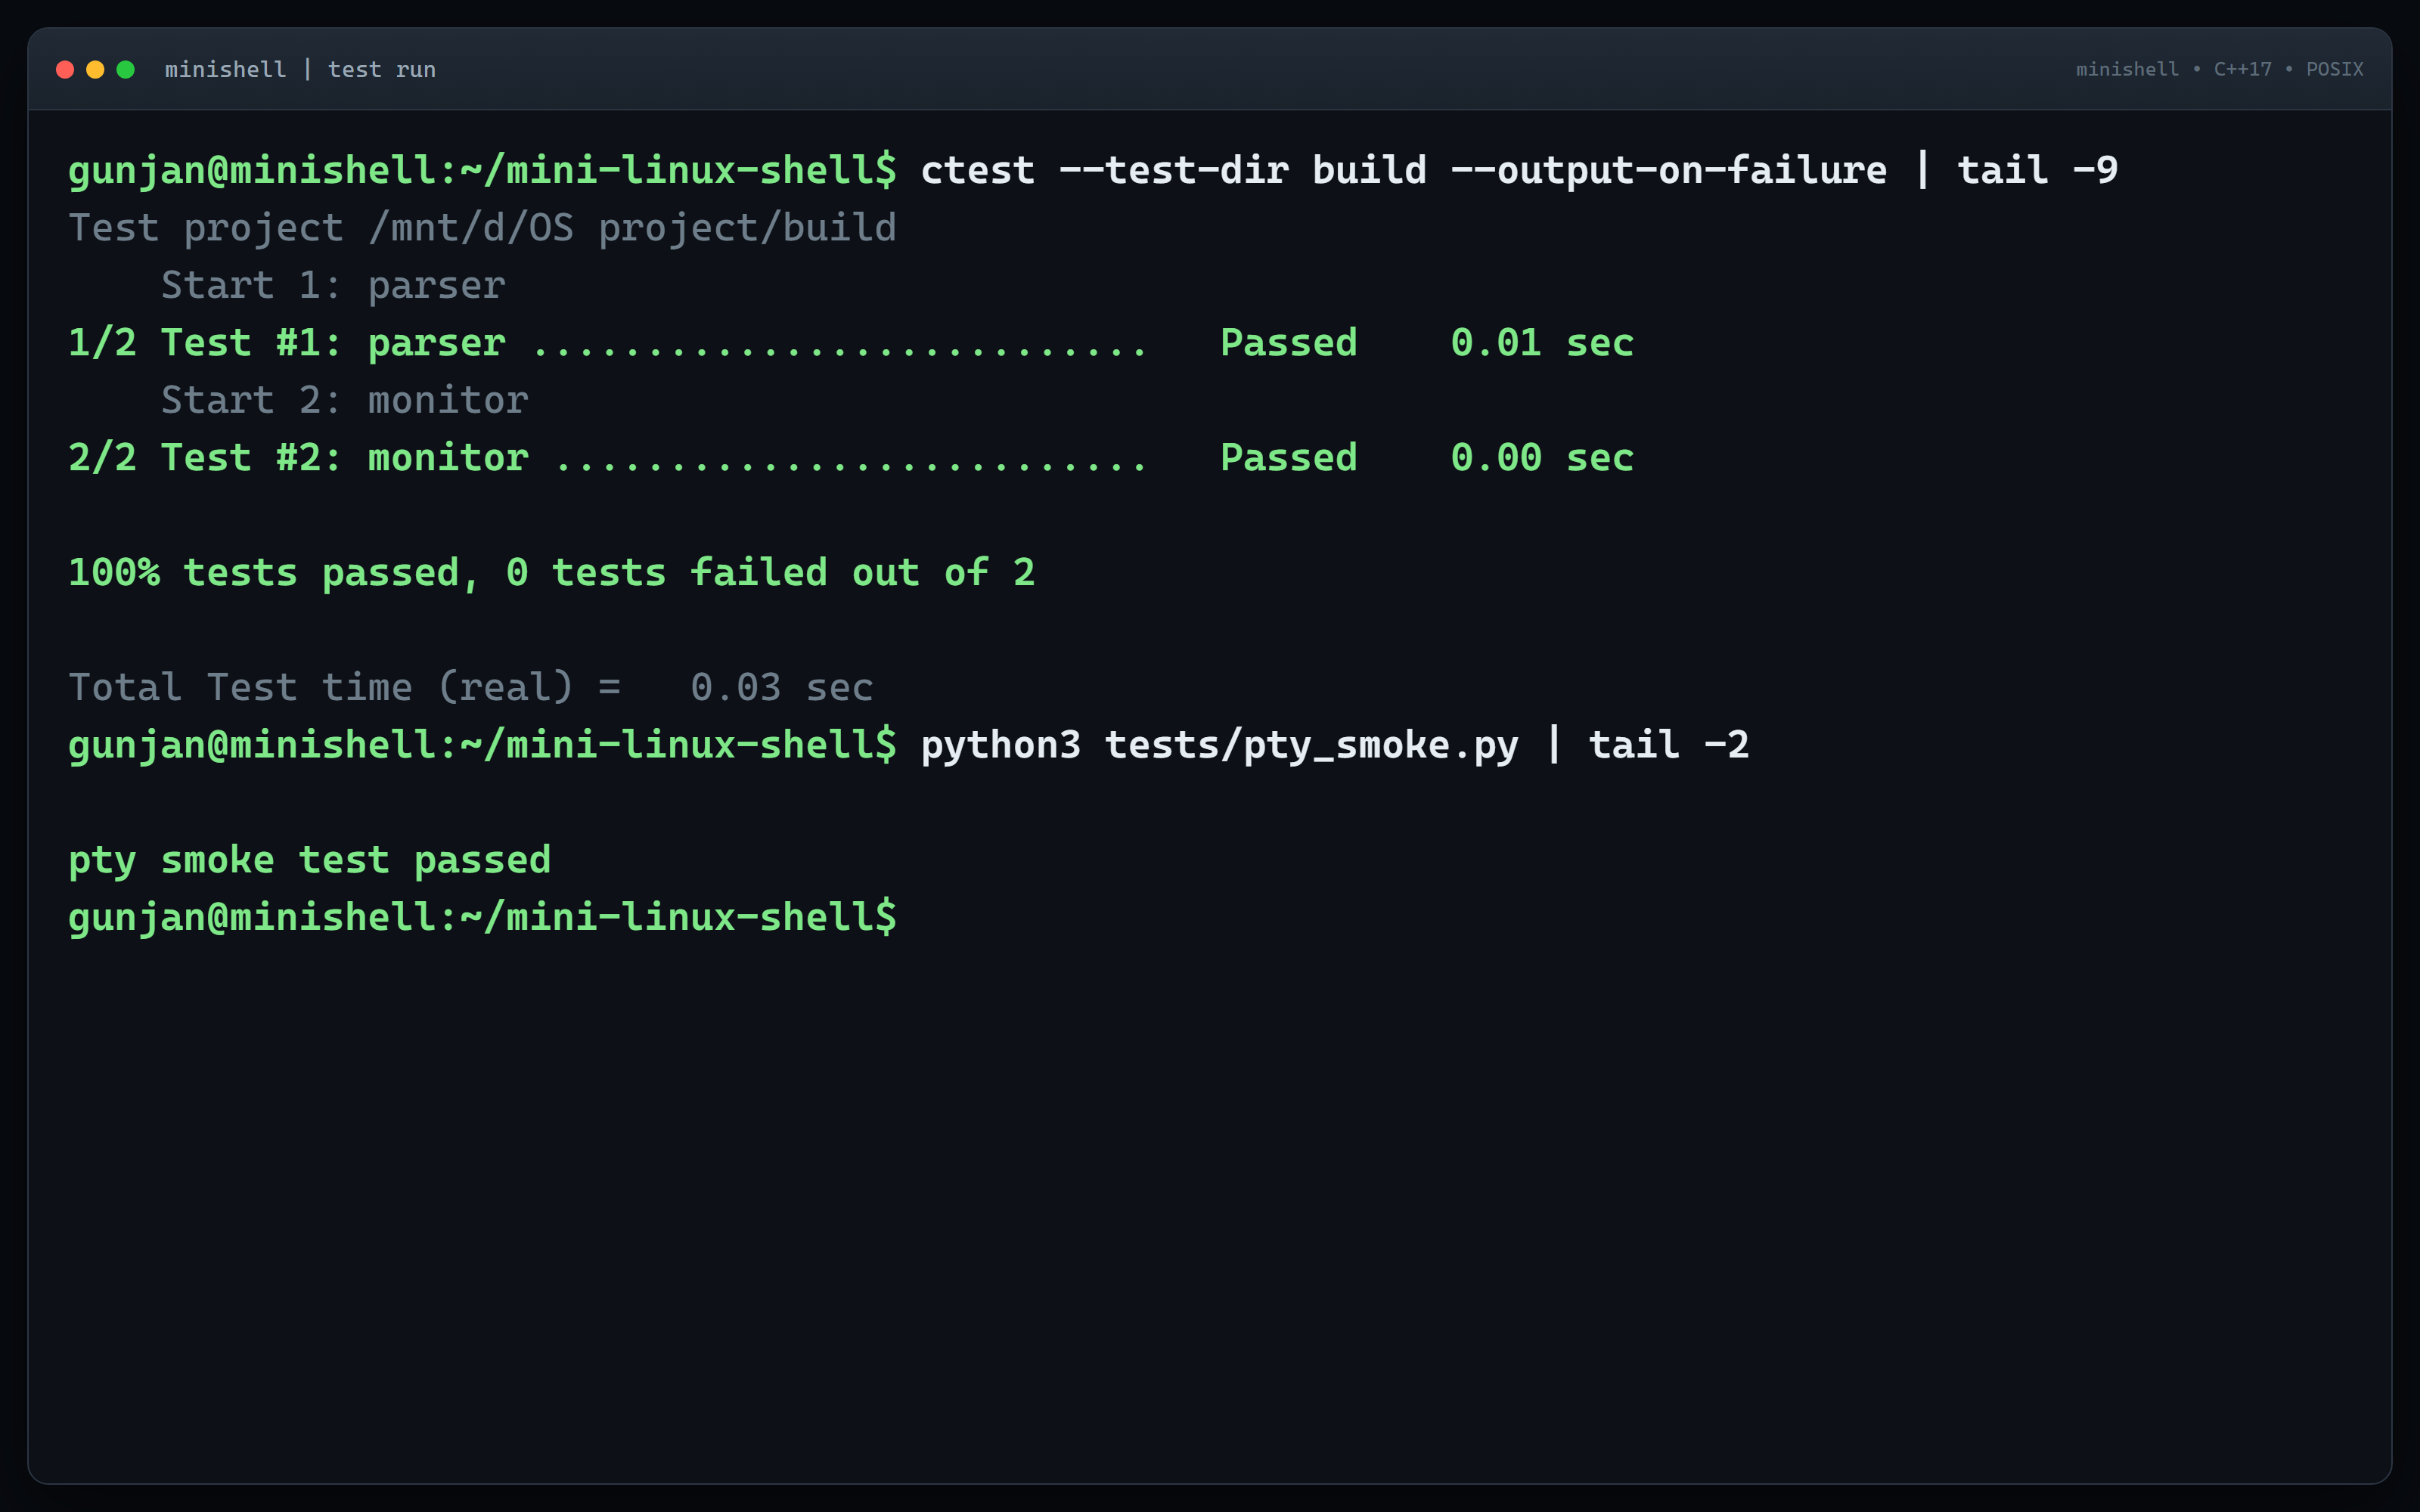 minishell | test run
minishell • C++17 • POSIX
gunjan@minishell:~/mini-linux-shell$ ctest --test-dir build --output-on-failure | tail -9
Test project /mnt/d/OS project/build
    Start 1: parser
1/2 Test #1: parser ...........................   Passed    0.01 sec
    Start 2: monitor
2/2 Test #2: monitor ..........................   Passed    0.00 sec
100% tests passed, 0 tests failed out of 2
Total Test time (real) =   0.03 sec
gunjan@minishell:~/mini-linux-shell$ python3 tests/pty_smoke.py | tail -2
pty smoke test passed
gunjan@minishell:~/mini-linux-shell$